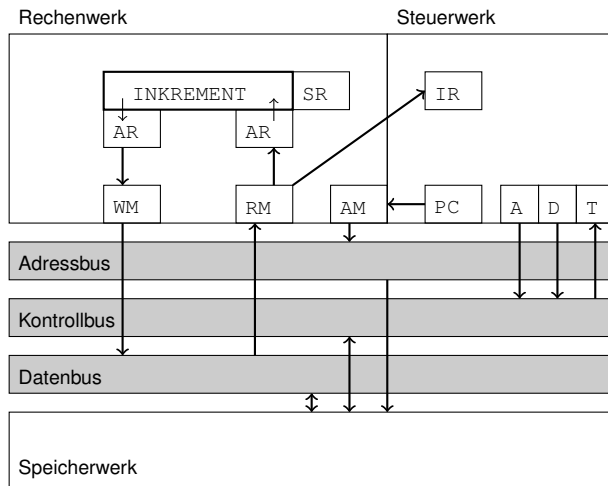 Rechenwerk Steuerwerk
INKREMENT SR IR
AR AR
WM RM AM PC A D T
Adressbus
Kontrollbus
Datenbus
Speicherwerk